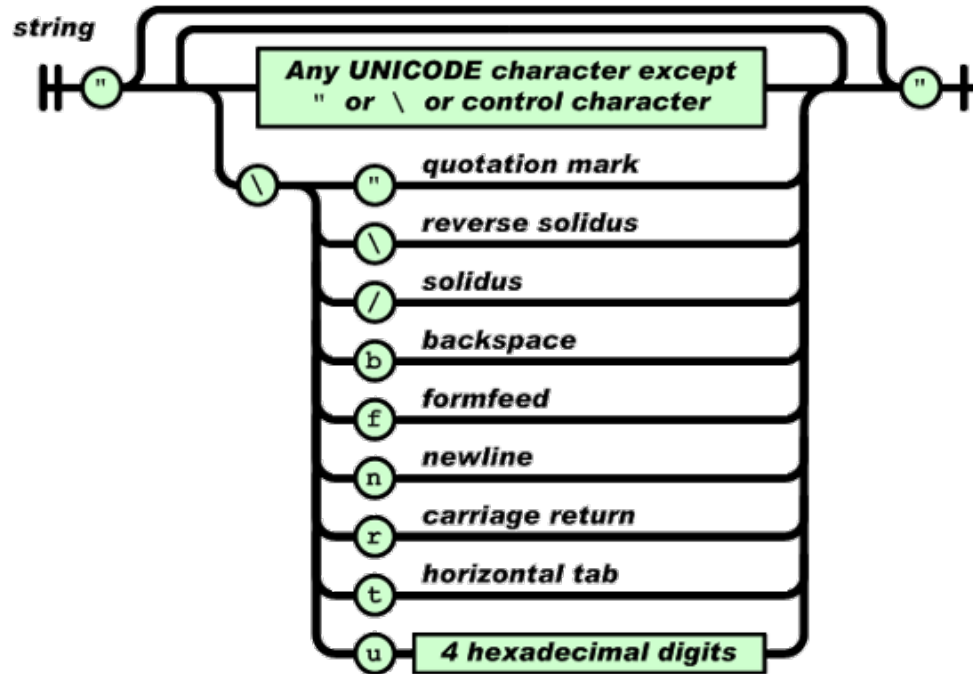 string
"
Any UNICODE character except
" or \ or control character
"
\
" quotation mark
\ reverse solidus
/ solidus
b backspace
f formfeed
n newline
r carriage return
t horizontal tab
u 4 hexadecimal digits